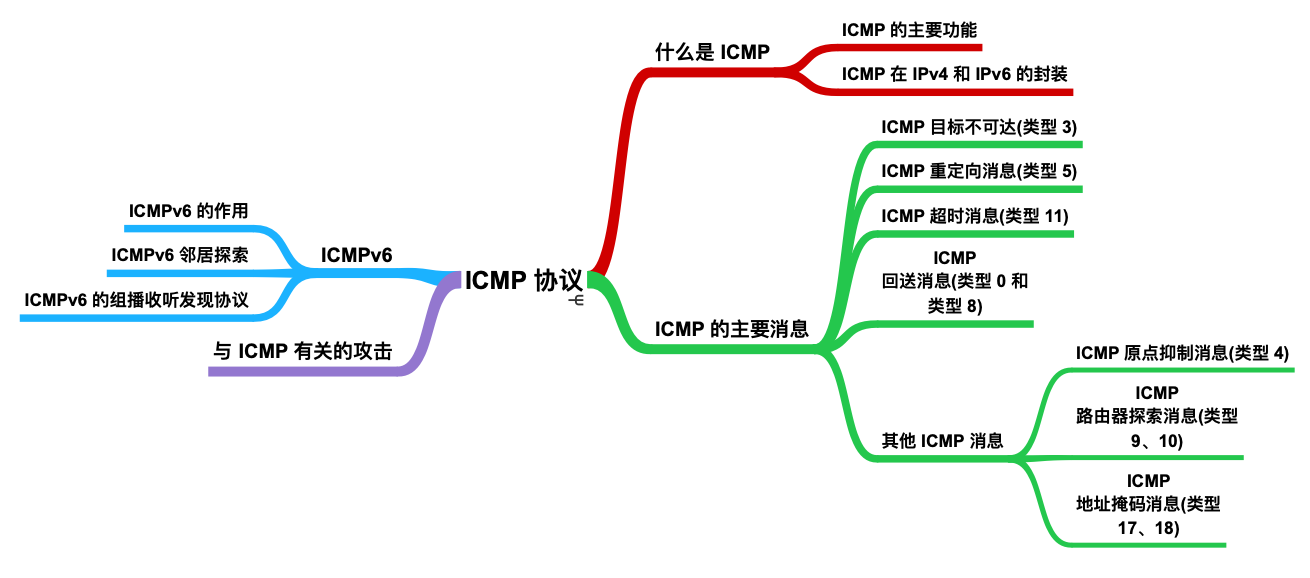 ICMP 协议
什么是 ICMP
ICMP 的主要功能
ICMP 在 IPv4 和 IPv6 的封装
ICMP 的主要消息
ICMP 目标不可达(类型 3)
ICMP 重定向消息(类型 5)
ICMP 超时消息(类型 11)
ICMP
回送消息(类型 0 和
类型 8)
其他 ICMP 消息
ICMP 原点抑制消息(类型 4)
ICMP
路由器探索消息(类型
9、10)
ICMP
地址掩码消息(类型
17、18)
ICMPv6
ICMPv6 的作用
ICMPv6 邻居探索
ICMPv6 的组播收听发现协议
与 ICMP 有关的攻击